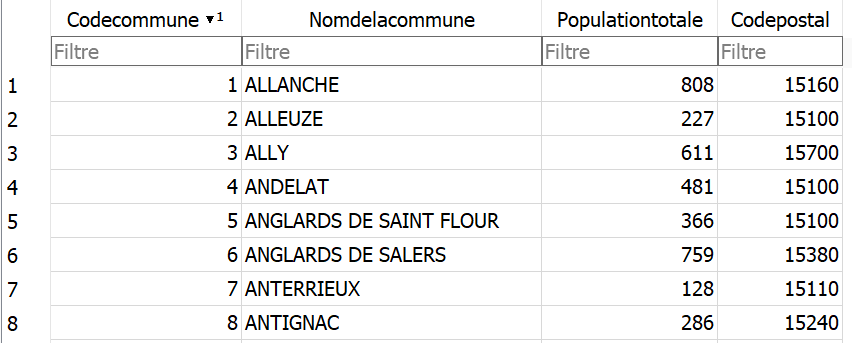 Codecommune ▼1 Nomdelacommune Populationtotale Codepostal
Filtre Filtre Filtre Filtre
1 1 ALLANCHE 808 15160
2 2 ALLEUZE 227 15100
3 3 ALLY 611 15700
4 4 ANDELAT 481 15100
5 5 ANGLARDS DE SAINT FLOUR 366 15100
6 6 ANGLARDS DE SALERS 759 15380
7 7 ANTERRIEUX 128 15110
8 8 ANTIGNAC 286 15240